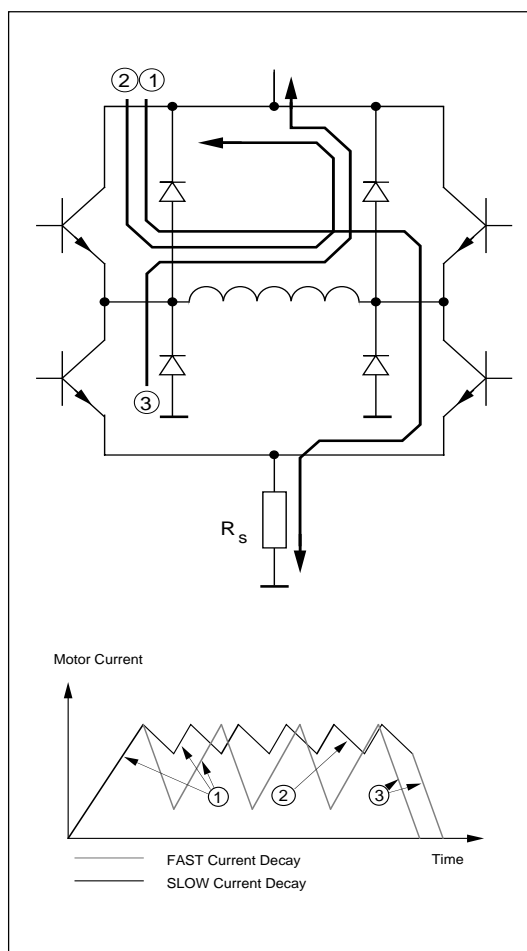 ② ①
③
R s
Motor Current
① ② ③
FAST Current Decay
Time
SLOW Current Decay